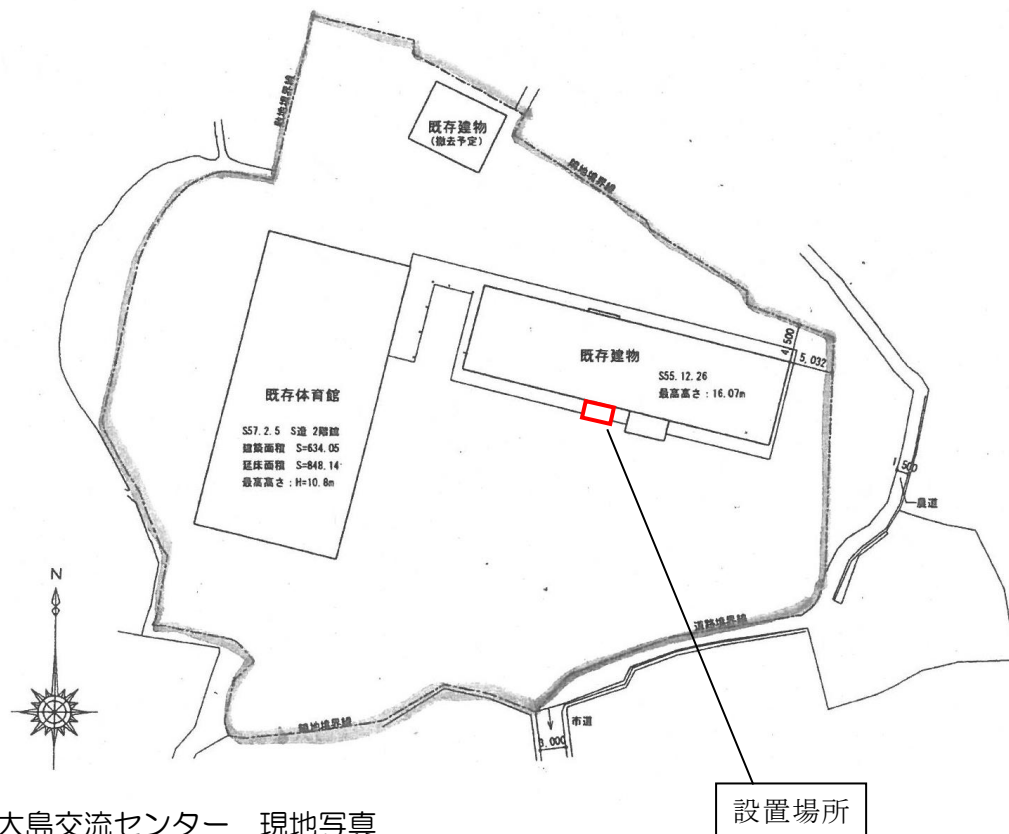 既存建物
(撤去予定)
敷地境界線
隣地境界線
4,500
5,032
既存建物
S55.12.26
最高高さ:16.07m
既存体育館
S57.2.5 S造 2階建
建築面積 S=634.05
延床面積 S=848.14
最高高さ:H=10.8m
1,500
農道
N
道路境界線
隣地境界線
市道
3,000
設置場所
大島交流センター 現地写真